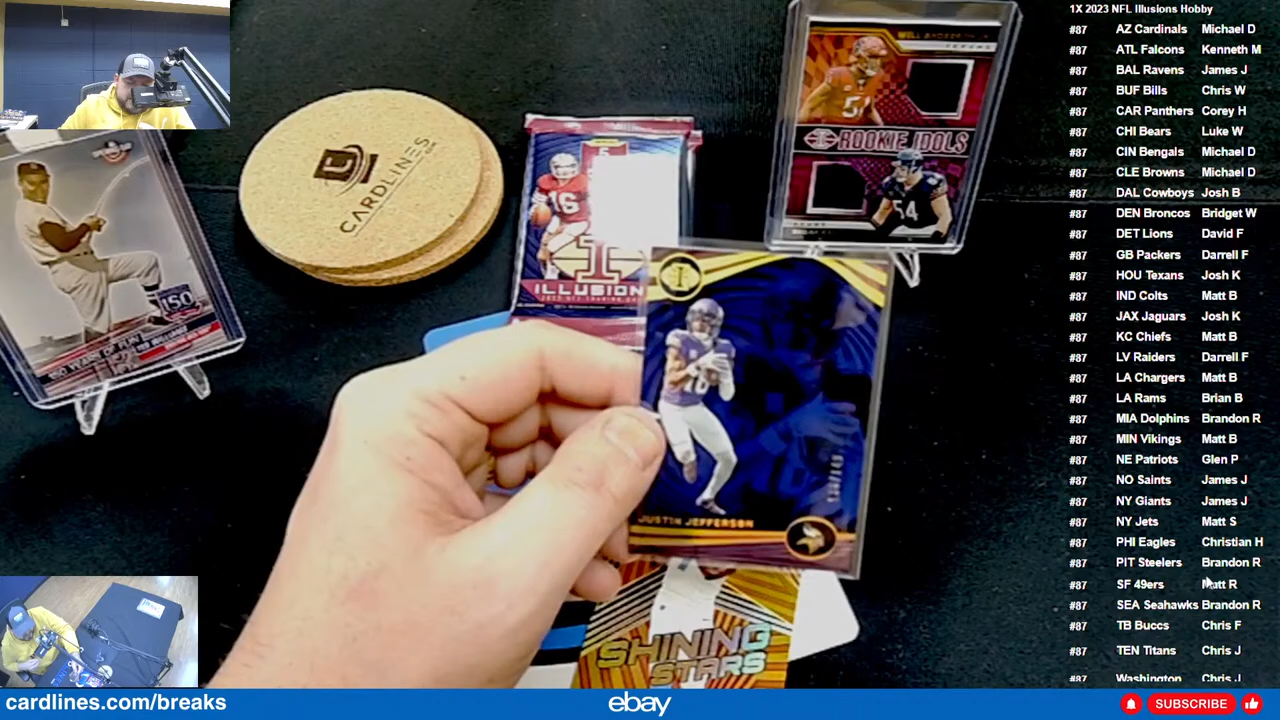 1X 2023 NFL Illusions Hobby
#87 AZ Cardinals Michael D
#87 ATL Falcons Kenneth M
#87 BAL Ravens James J
#87 BUF Bills Chris W
#87 CAR Panthers Corey H
#87 CHI Bears Luke W
#87 CIN Bengals Michael D
#87 CLE Browns Michael D
#87 DAL Cowboys Josh B
#87 DEN Broncos Bridget W
#87 DET Lions David F
#87 GB Packers Darrell F
#87 HOU Texans Josh K
#87 IND Colts Matt B
#87 JAX Jaguars Josh K
#87 KC Chiefs Matt B
#87 LV Raiders Darrell F
#87 LA Chargers Matt B
#87 LA Rams Brian B
#87 MIA Dolphins Brandon R
#87 MIN Vikings Matt B
#87 NE Patriots Glen P
#87 NO Saints James J
#87 NY Giants James J
#87 NY Jets Matt S
#87 PHI Eagles Christian H
#87 PIT Steelers Brandon R
#87 SF 49ers Matt R
#87 SEA Seahawks Brandon R
#87 TB Buccs Chris F
#87 TEN Titans Chris J
#87 Washington Chris J
CARDLINES
150
16
ILLUSION
ROOKIE IDOLS
51
54
18
JUSTIN JEFFERSON
SHINING
STARS
cardlines.com/breaks
ebay
SUBSCRIBE